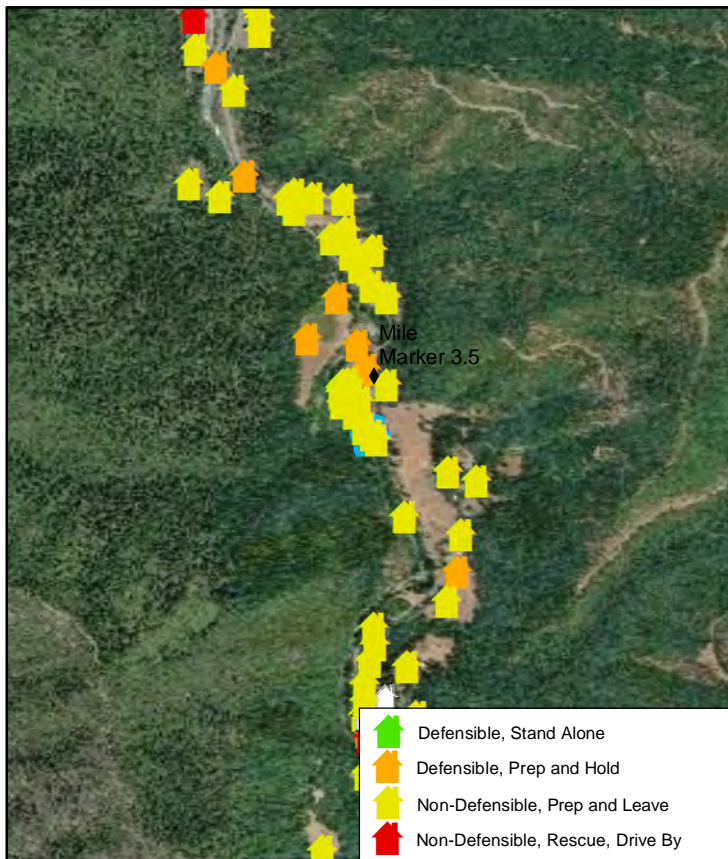 Mile
Marker 3.5
Defensible, Stand Alone
Defensible, Prep and Hold
Non-Defensible, Prep and Leave
Non-Defensible, Rescue, Drive By